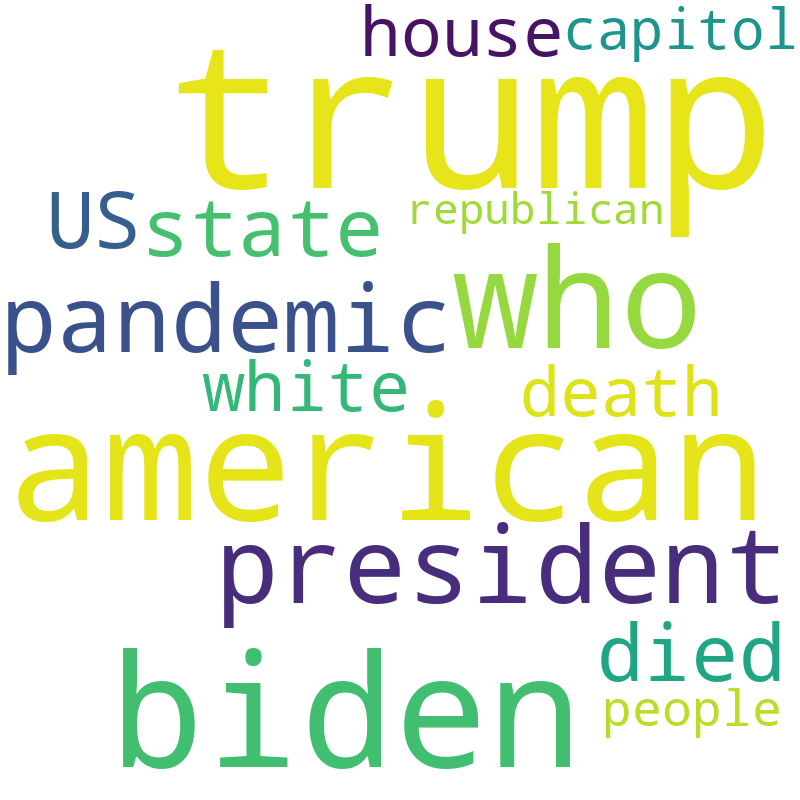 house capitol
trump
US state republican
pandemic who
white death
american
president
died
biden
people